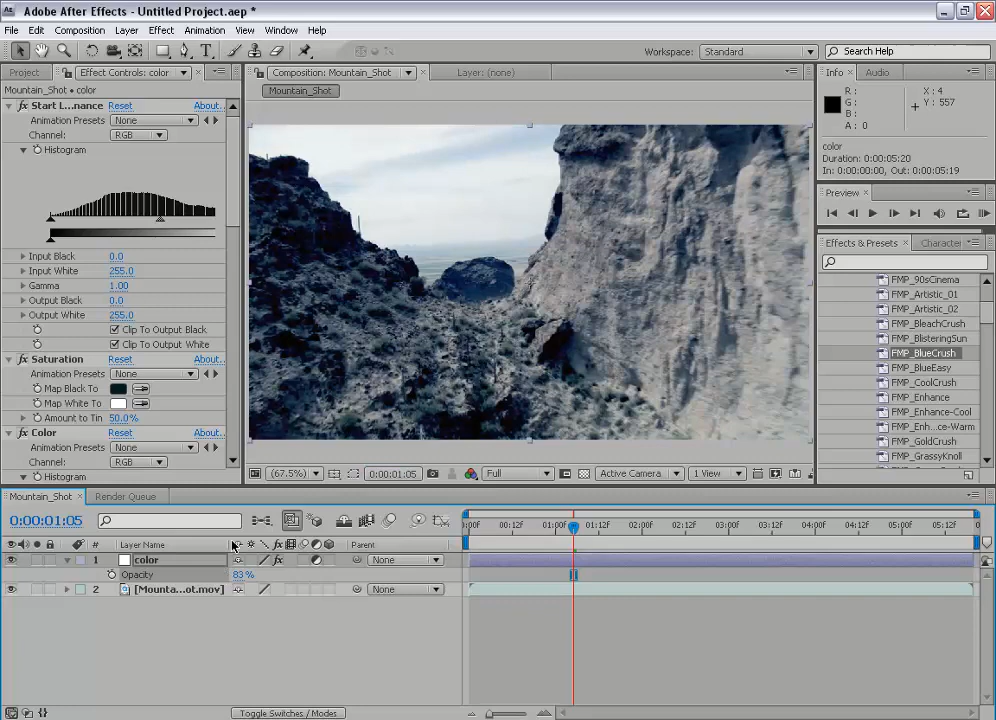 Adobe After Effects - Untitled Project.aep *
File Edit Composition Layer Effect Animation View Window Help
Workspace: Standard Search Help
Project Effect Controls: color Composition: Mountain_Shot Layer: (none) Info Audio
Mountain_Shot • color
Mountain_Shot
Start L...nance Reset About...
Animation Presets None
Channel: RGB
Histogram
Input Black 0.0
Input White 255.0
Gamma 1.00
Output Black 0.0
Output White 255.0
Clip To Output Black
Clip To Output White
Saturation Reset About...
Animation Presets None
Map Black To
Map White To
Amount to Tin 50.0%
Color Reset About...
Animation Presets None
Channel: RGB
Histogram
(67.5%) 0:00:01:05 Full Active Camera 1 View
R :
G :
B :
A : 0
X : 4
Y : 557
color
Duration: 0:00:05:20
In: 0:00:00:00, Out: 0:00:05:19
Preview
Effects & Presets Character
FMP_90sCinema
FMP_Artistic_01
FMP_Artistic_02
FMP_BleachCrush
FMP_BlisteringSun
FMP_BlueCrush
FMP_BlueEasy
FMP_CoolCrush
FMP_Enhance
FMP_Enhance-Cool
FMP_Enh...ce-Warm
FMP_GoldCrush
FMP_GrassyKnoll
Mountain_Shot Render Queue
0:00:01:05
:00f 00:12f 01:00f 01:12f 02:00f 02:12f 03:00f 03:12f 04:00f 04:12f 05:00f 05:12f
# Layer Name Parent
1 color None
Opacity 83 %
2 [Mounta...ot.mov] None
Toggle Switches / Modes